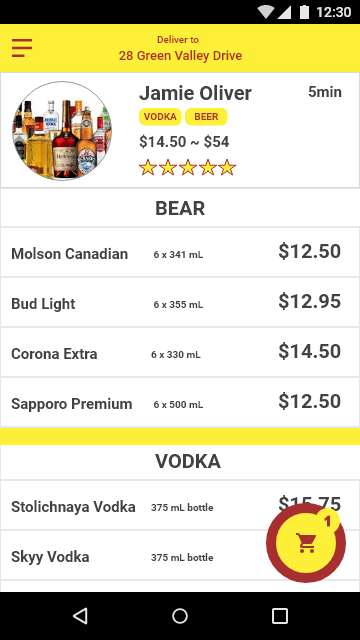 12:30
Deliver to
28 Green Valley Drive
Jamie Oliver
5min
VODKA BEER
$14.50 ~ $54
BEAR
Molson Canadian 6 x 341 mL $12.50
Bud Light 6 x 355 mL $12.95
Corona Extra 6 x 330 mL $14.50
Sapporo Premium 6 x 500 mL $12.50
VODKA
Stolichnaya Vodka 375 mL bottle $15.75
1
Skyy Vodka 375 mL bottle